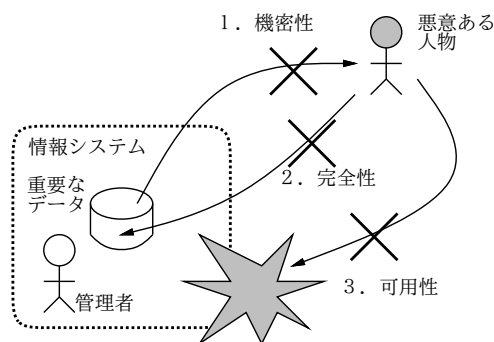 1．機密性
悪意ある
人物
情報システム
重要な
データ
2．完全性
管理者
3．可用性